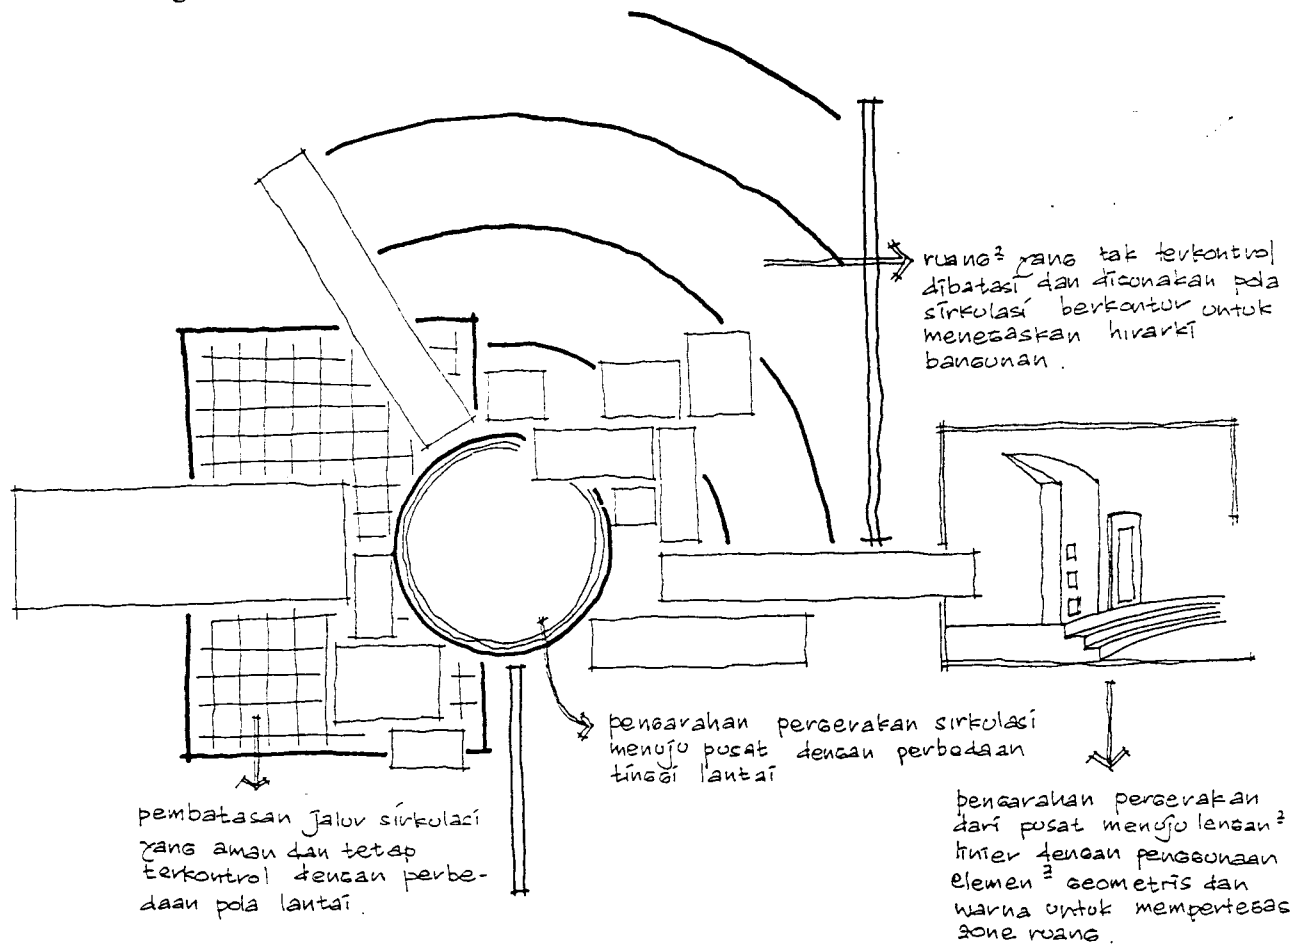 ruang² yang tak terkontrol
dibatasi dan digunakan pola
sirkulasi berkontur untuk
menegaskan hirarki
bangunan.
pengarahan pergerakan sirkulasi
menuju pusat dengan perbedaan
tinggi lantai
pembatasan jalur sirkulasi
yang aman dan tetap
terkontrol dengan perbe-
daan pola lantai.
pengarahan pergerakan
dari pusat menuju lengan²
linier dengan penggunaan
elemen² geometris dan
warna untuk mempertegas
zone ruang.